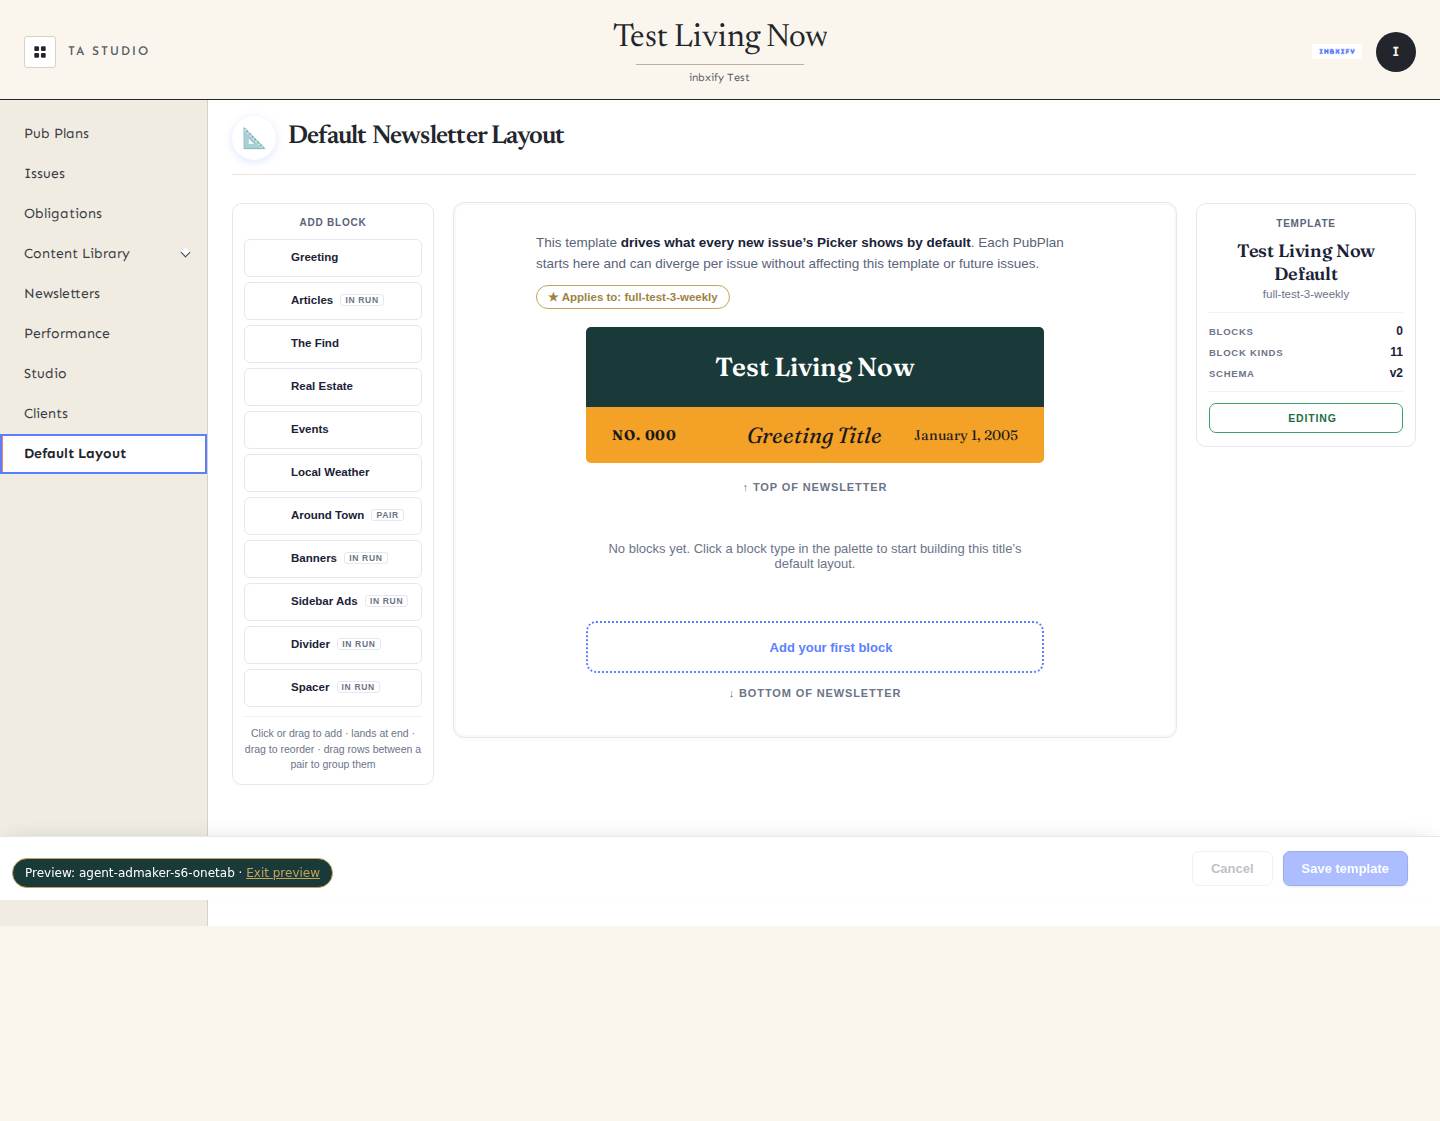 TA STUDIO
Test Living Now
inbxify Test
INBXIFY
I
Pub Plans
Issues
Obligations
Content Library
Newsletters
Performance
Studio
Clients
Default Layout
Default Newsletter Layout
ADD BLOCK
Greeting
Articles IN RUN
The Find
Real Estate
Events
Local Weather
Around Town PAIR
Banners IN RUN
Sidebar Ads IN RUN
Divider IN RUN
Spacer IN RUN
Click or drag to add · lands at end ·
drag to reorder · drag rows between a
pair to group them
This template drives what every new issue’s Picker shows by default. Each PubPlan
starts here and can diverge per issue without affecting this template or future issues.
★ Applies to: full-test-3-weekly
Test Living Now
NO. 000 Greeting Title January 1, 2005
↑ TOP OF NEWSLETTER
No blocks yet. Click a block type in the palette to start building this title’s
default layout.
Add your first block
↓ BOTTOM OF NEWSLETTER
TEMPLATE
Test Living Now
Default
full-test-3-weekly
BLOCKS 0
BLOCK KINDS 11
SCHEMA v2
EDITING
Preview: agent-admaker-s6-onetab · Exit preview
Cancel
Save template